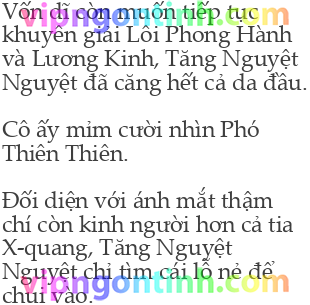 vipngontinh.com
Vốn dĩ còn muốn tiếp tục
khuyên giải Lôi Phong Hành
và Lương Kinh, Tăng Nguyệt
Nguyệt đã căng hết cả da đầu.
Cô ấy mỉm cười nhìn Phó
Thiên Thiên.
Đối diện với ánh mắt thậm
chí còn kinh người hơn cả tia
X-quang, Tăng Nguyệt
Nguyệt chỉ tìm cái lỗ nẻ để
vipngontinh.com
chui vào.